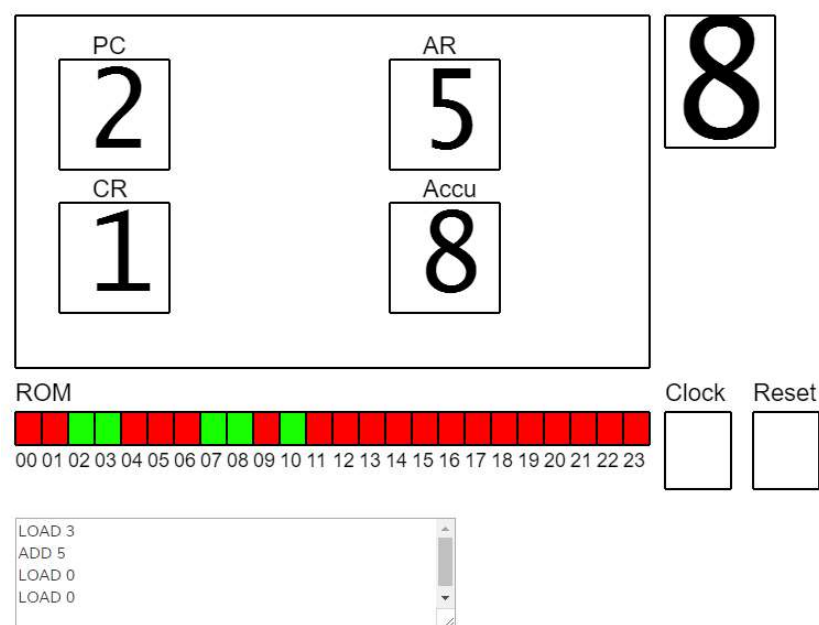 PC
AR
2
5
8
CR
Accu
1
8
ROM
Clock
Reset
00 01 02 03 04 05 06 07 08 09 10 11 12 13 14 15 16 17 18 19 20 21 22 23
LOAD 3
ADD 5
LOAD 0
LOAD 0